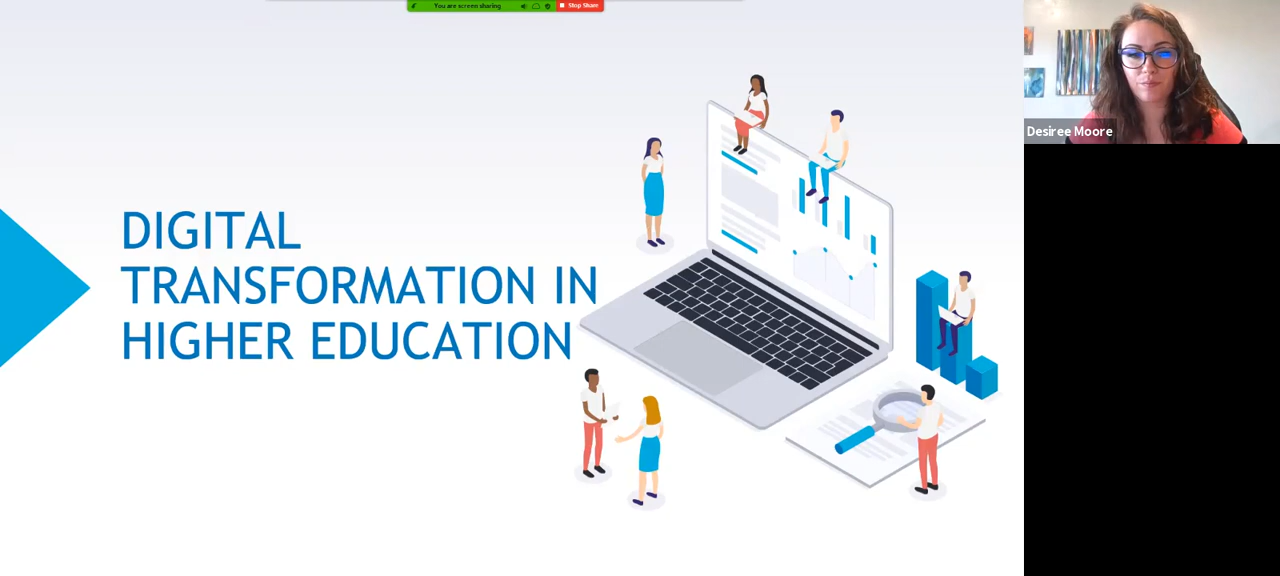 You are screen sharing
Stop Share
Desiree Moore
DIGITAL
TRANSFORMATION IN
HIGHER EDUCATION